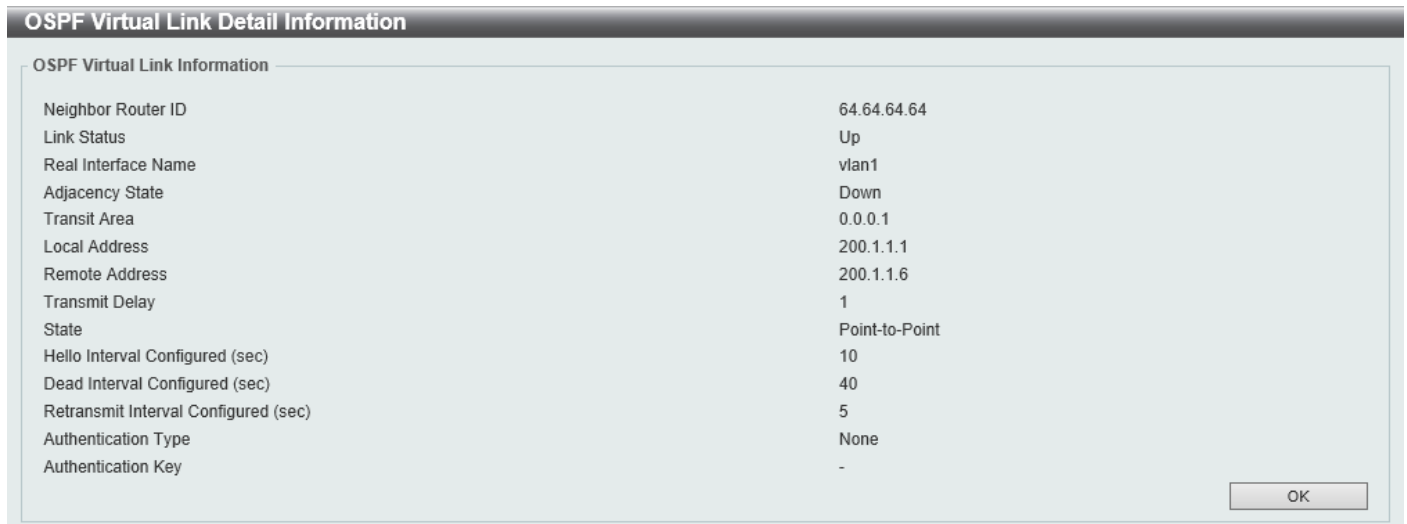 OSPF Virtual Link Detail Information
OSPF Virtual Link Information
Neighbor Router ID 64.64.64.64
Link Status Up
Real Interface Name vlan1
Adjacency State Down
Transit Area 0.0.0.1
Local Address 200.1.1.1
Remote Address 200.1.1.6
Transmit Delay 1
State Point-to-Point
Hello Interval Configured (sec) 10
Dead Interval Configured (sec) 40
Retransmit Interval Configured (sec) 5
Authentication Type None
Authentication Key -
OK